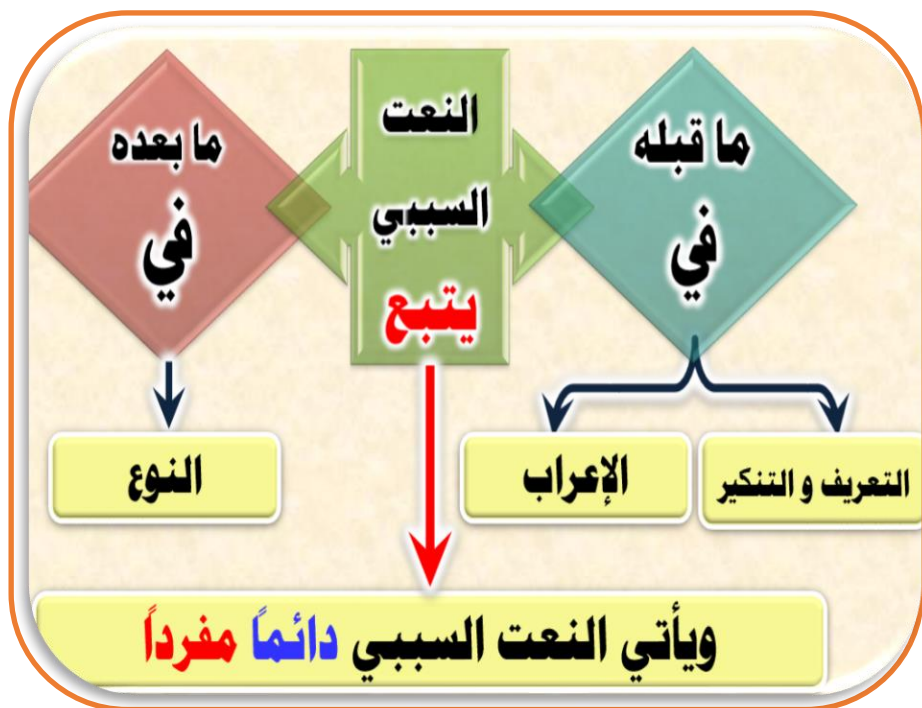 ما قبله
في
النعت
السببي
يتبع
ما بعده
في
التعريف و التنكير
الإعراب
النوع
ويأتي النعت السببي دائماً مفرداً